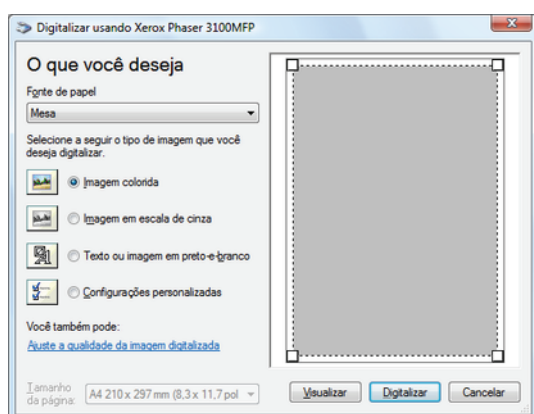 Digitalizar usando Xerox Phaser 3100MFP
O que você deseja
Fonte de papel
Mesa
Selecione a seguir o tipo de imagem que você
deseja digitalizar.
Imagem colorida
Imagem em escala de cinza
Texto ou imagem em preto-e-branco
Configurações personalizadas
Você também pode:
Ajuste a qualidade da imagem digitalizada
Tamanho
da página:
A4 210 x 297 mm (8,3 x 11,7 pol
Visualizar
Digitalizar
Cancelar